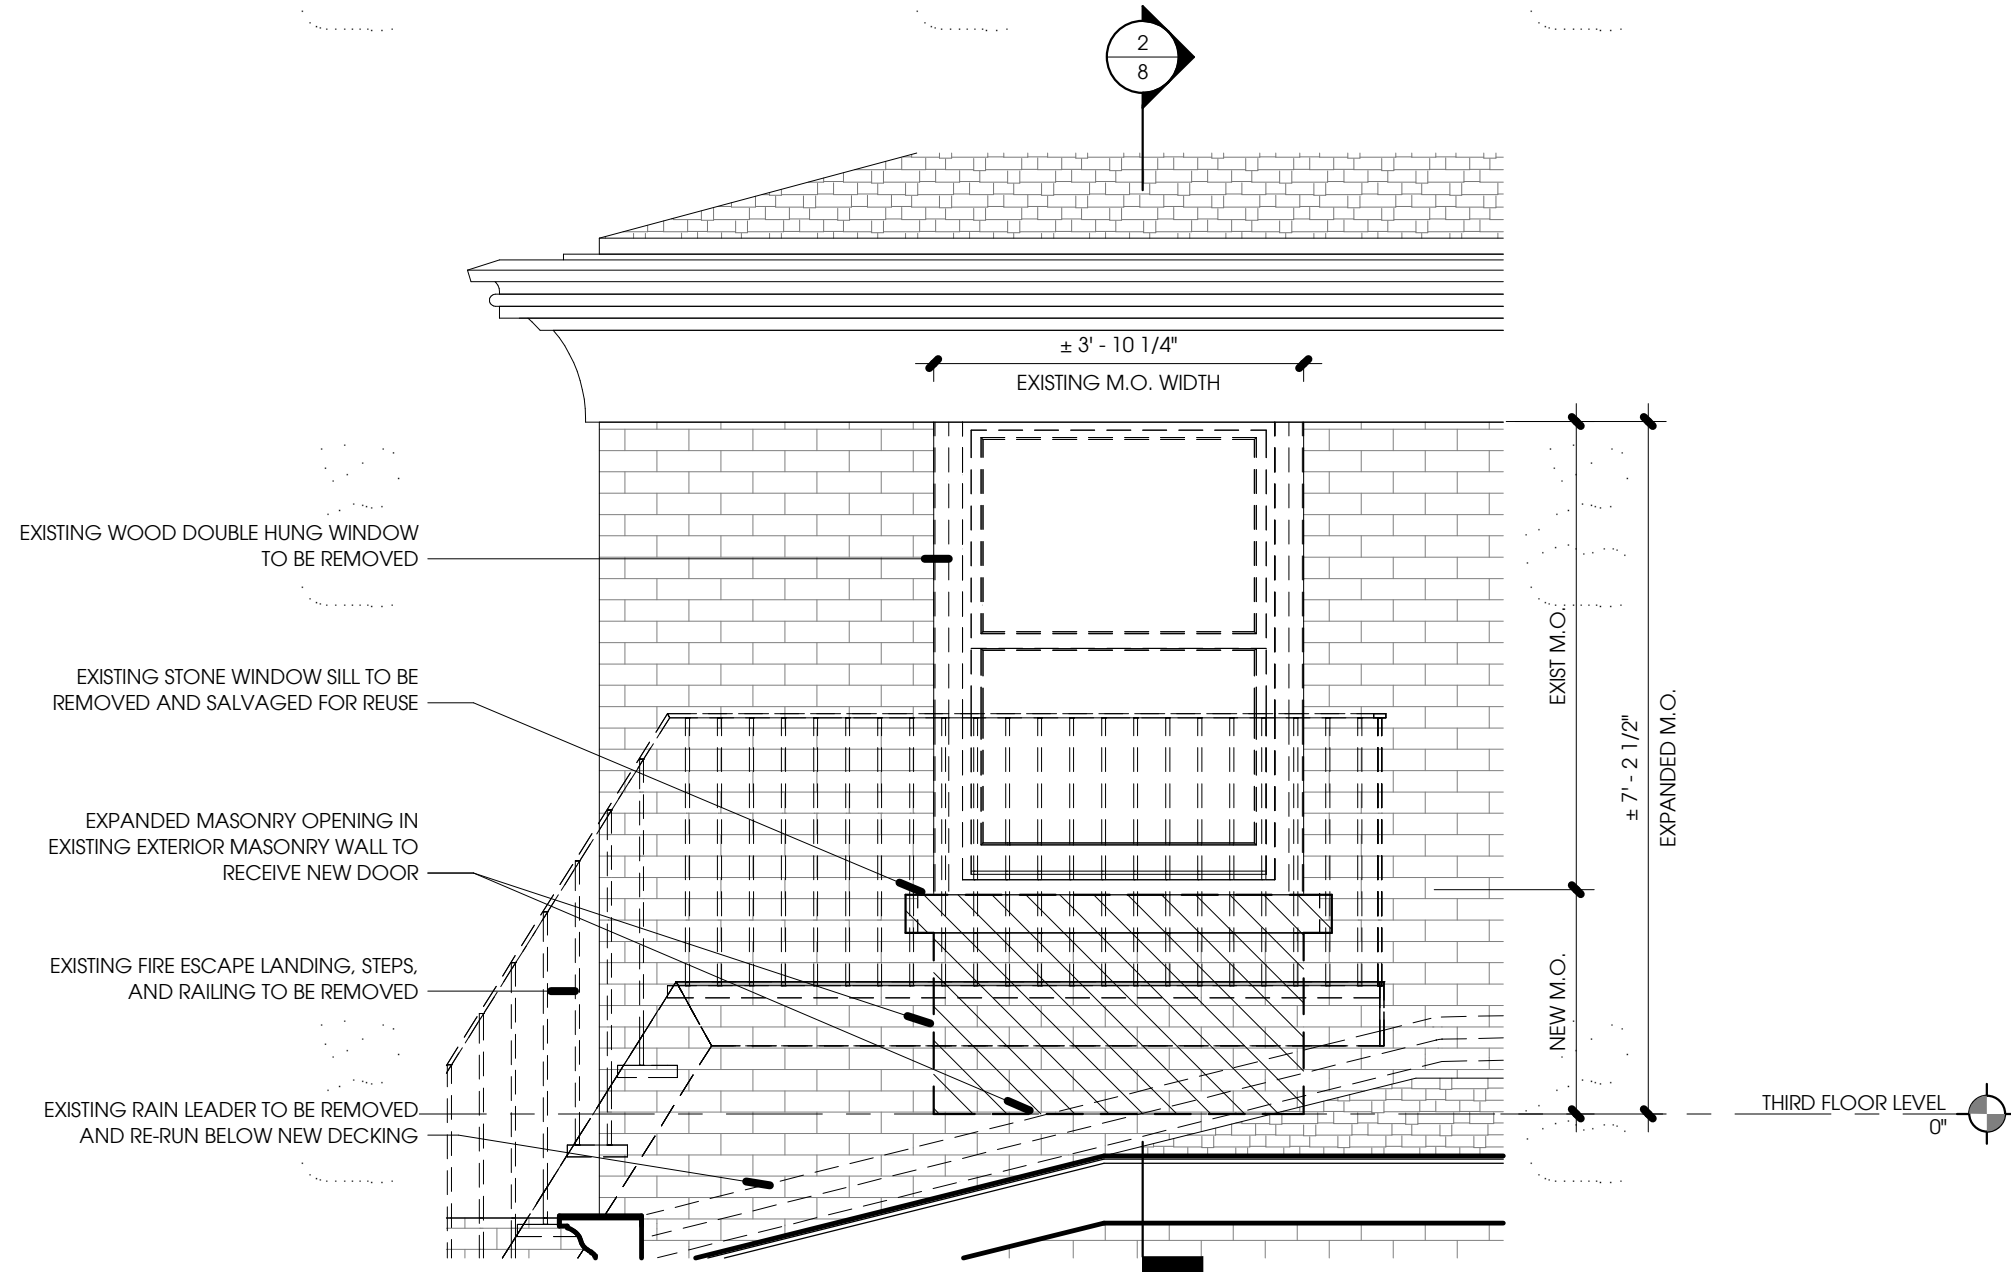 2
8
± 3' - 10 1/4"
EXISTING M.O. WIDTH
EXISTING WOOD DOUBLE HUNG WINDOW
TO BE REMOVED
EXISTING STONE WINDOW SILL TO BE
REMOVED AND SALVAGED FOR REUSE
EXPANDED MASONRY OPENING IN
EXISTING EXTERIOR MASONRY WALL TO
RECEIVE NEW DOOR
EXISTING FIRE ESCAPE LANDING, STEPS,
AND RAILING TO BE REMOVED
EXISTING RAIN LEADER TO BE REMOVED
AND RE-RUN BELOW NEW DECKING
EXIST M.O.
NEW M.O.
± 7' - 2 1/2"
EXPANDED M.O.
THIRD FLOOR LEVEL
0"